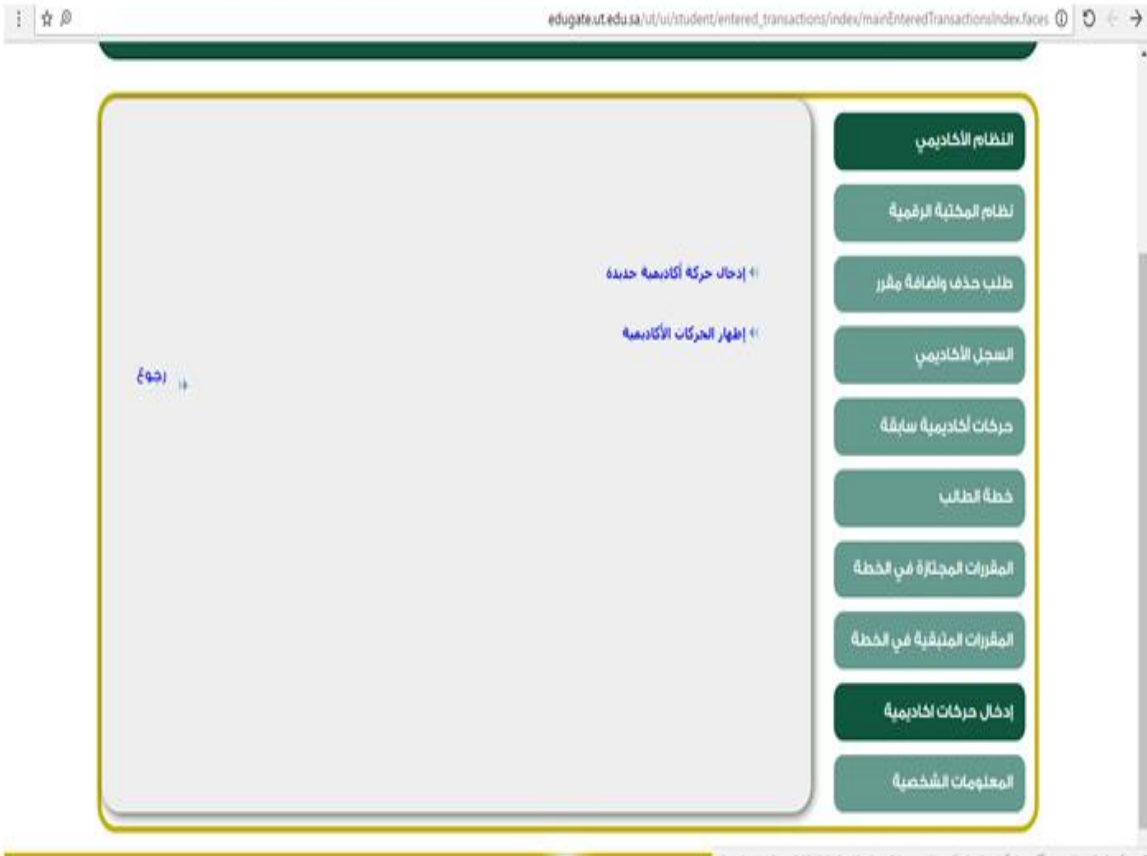 edugate.ut.edu.sa/ut/ui/student/entered_transactions/index/mainEnteredTransactionsIndex.faces
النظام الأكاديمي
نظام المكتبة الرقمية
طلب حذف واضافة مقرر
السجل الأكاديمي
حركات أكاديمية سابقة
خطة الطالب
المقررات المجتازة في الخطة
المقررات المتبقية في الخطة
إدخال حركات اكاديمية
المعلومات الشخصية
إدخال حركة أكاديمية جديدة
إظهار الحركات الأكاديمية
رجوع